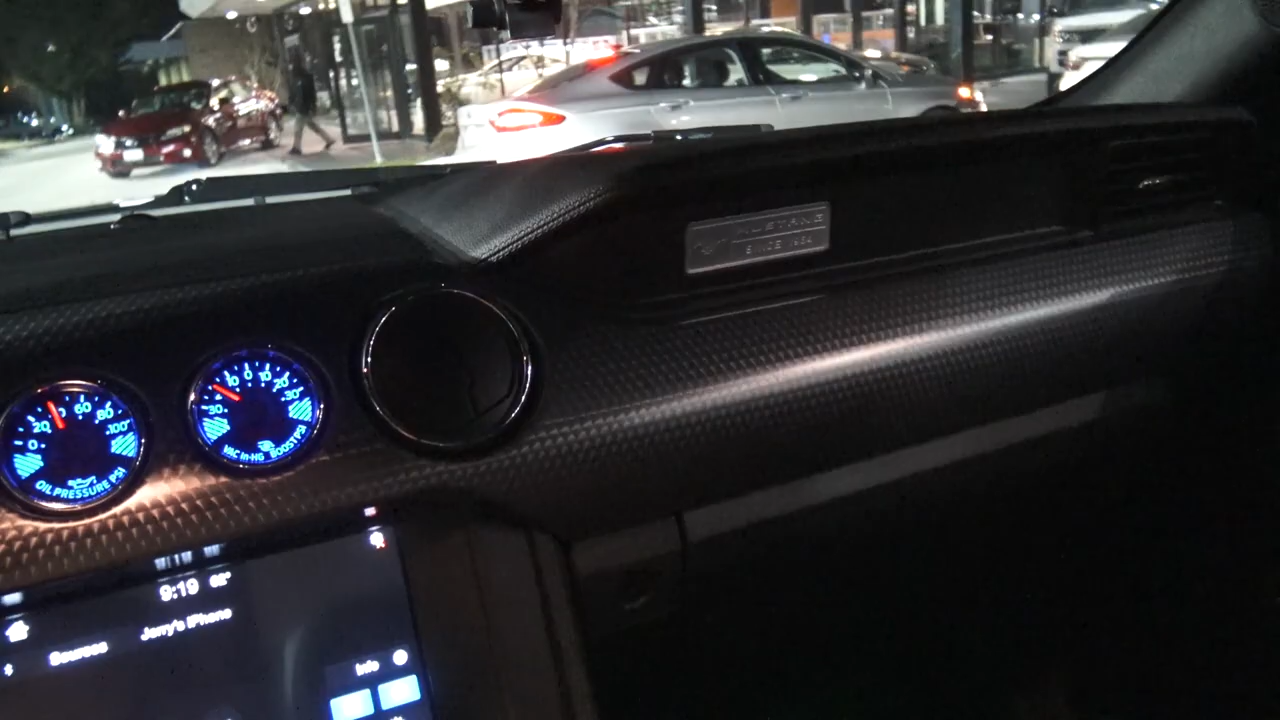 MUSTANG
SINCE 1964
10 0 10 20
30 30
VAC In-HG BOOST PSI
60
20 80
0 100
OIL PRESSURE PSI
9:19 62°
Jerry's iPhone
Sources
Info